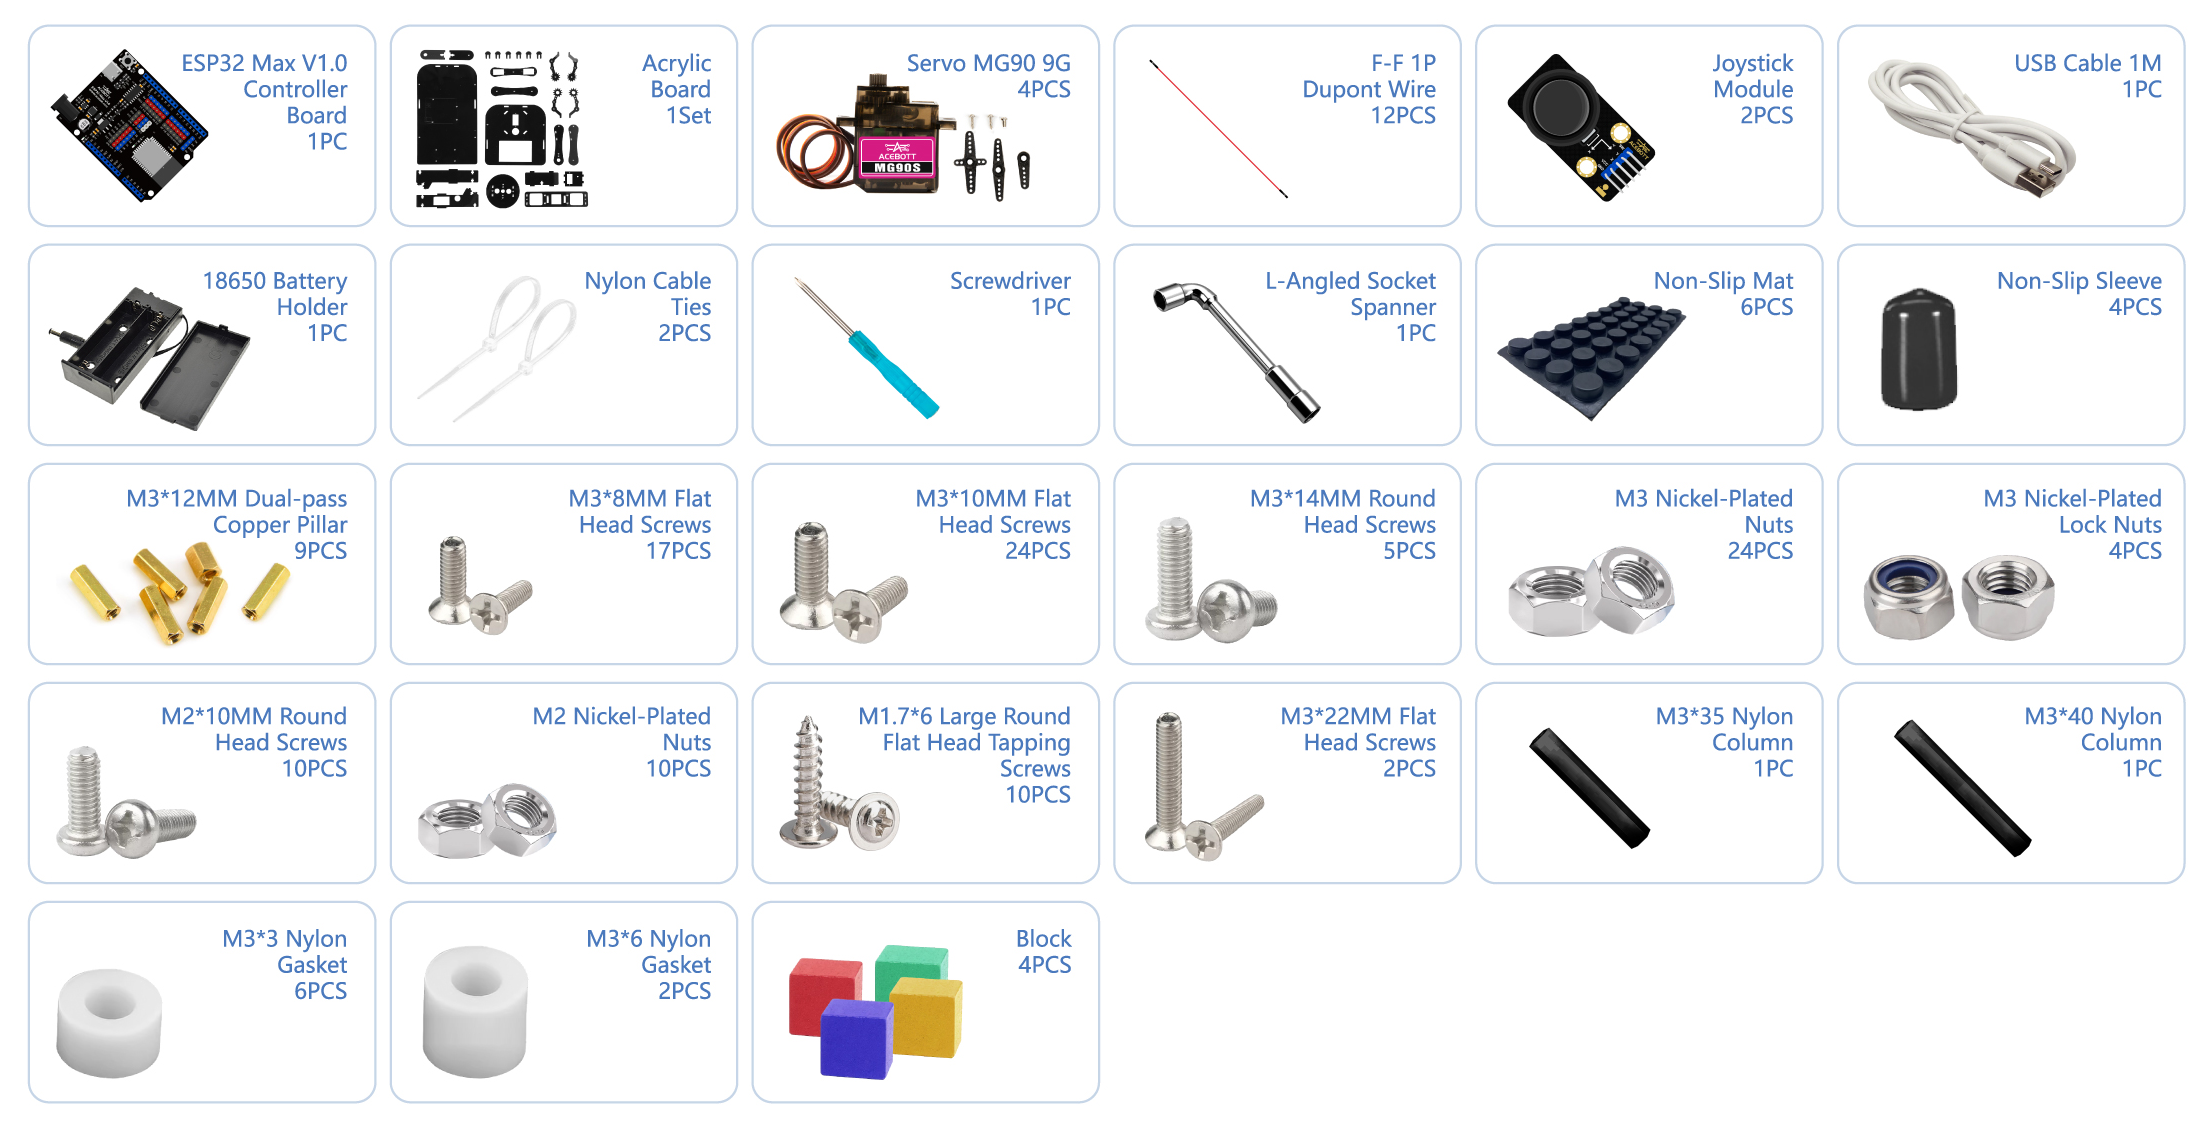 ESP32 Max V1.0
Controller
Board
1PC
Acrylic
Board
1Set
Servo MG90 9G
4PCS
ACEBOTT
MG90S
F-F 1P
Dupont Wire
12PCS
Joystick
Module
2PCS
ACEBOTT
USB Cable 1M
1PC
18650 Battery
Holder
1PC
Nylon Cable
Ties
2PCS
Screwdriver
1PC
L-Angled Socket
Spanner
1PC
Non-Slip Mat
6PCS
Non-Slip Sleeve
4PCS
M3*12MM Dual-pass
Copper Pillar
9PCS
M3*8MM Flat
Head Screws
17PCS
M3*10MM Flat
Head Screws
24PCS
M3*14MM Round
Head Screws
5PCS
M3 Nickel-Plated
Nuts
24PCS
M3 Nickel-Plated
Lock Nuts
4PCS
M2*10MM Round
Head Screws
10PCS
M2 Nickel-Plated
Nuts
10PCS
M1.7*6 Large Round
Flat Head Tapping
Screws
10PCS
M3*22MM Flat
Head Screws
2PCS
M3*35 Nylon
Column
1PC
M3*40 Nylon
Column
1PC
M3*3 Nylon
Gasket
6PCS
M3*6 Nylon
Gasket
2PCS
Block
4PCS